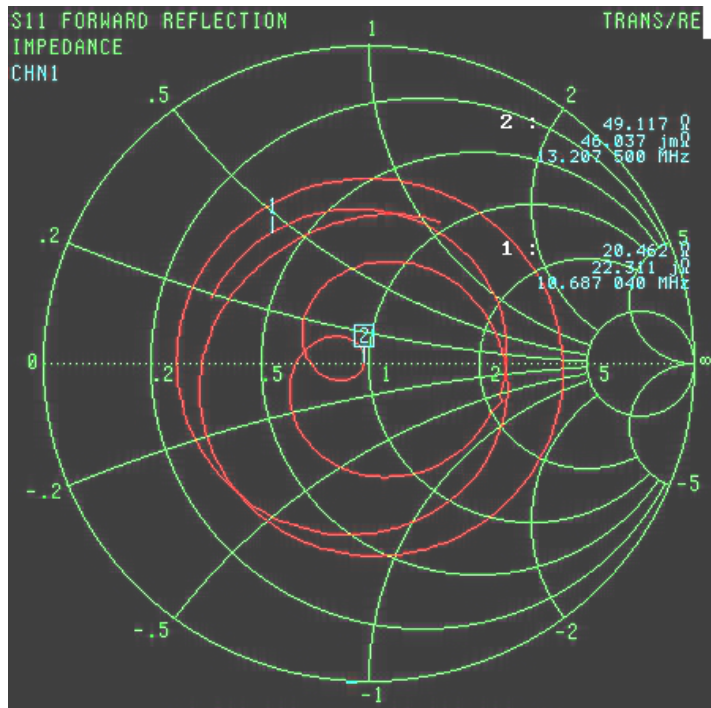 S11 FORWARD REFLECTION TRANS/RE
IMPEDANCE
CHN1
1
.5
2
2 : 49.117 Ω
46.037 jmΩ
13.207 500 MHz
1
.2
5
1 : 20.462 Ω
22.311 jΩ
10.687 040 MHz
2
0 .2 .5 1 2 5 ∞
-.2
-5
-.5
-2
-1